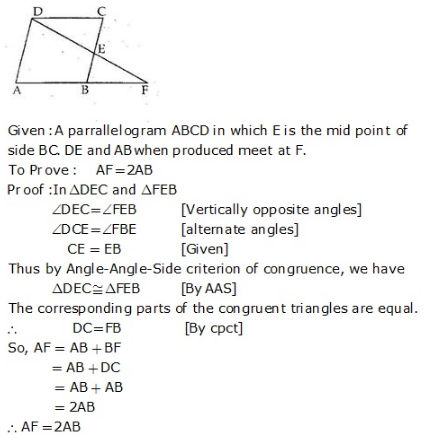 D C
E
A B F
Given : A parrallelogram ABCD in which E is the mid point of
side BC. DE and AB when produced meet at F.
To Prove : AF=2AB
Proof :In ΔDEC and ΔFEB
∠DEC=∠FEB [Vertically opposite angles]
∠DCE=∠FBE [alternate angles]
CE = EB [Given]
Thus by Angle-Angle-Side criterion of congruence, we have
ΔDEC≅ΔFEB [By AAS]
The corresponding parts of the congruent triangles are equal.
∴ DC=FB [By cpct]
So, AF = AB + BF
= AB + DC
= AB + AB
= 2AB
∴ AF = 2AB